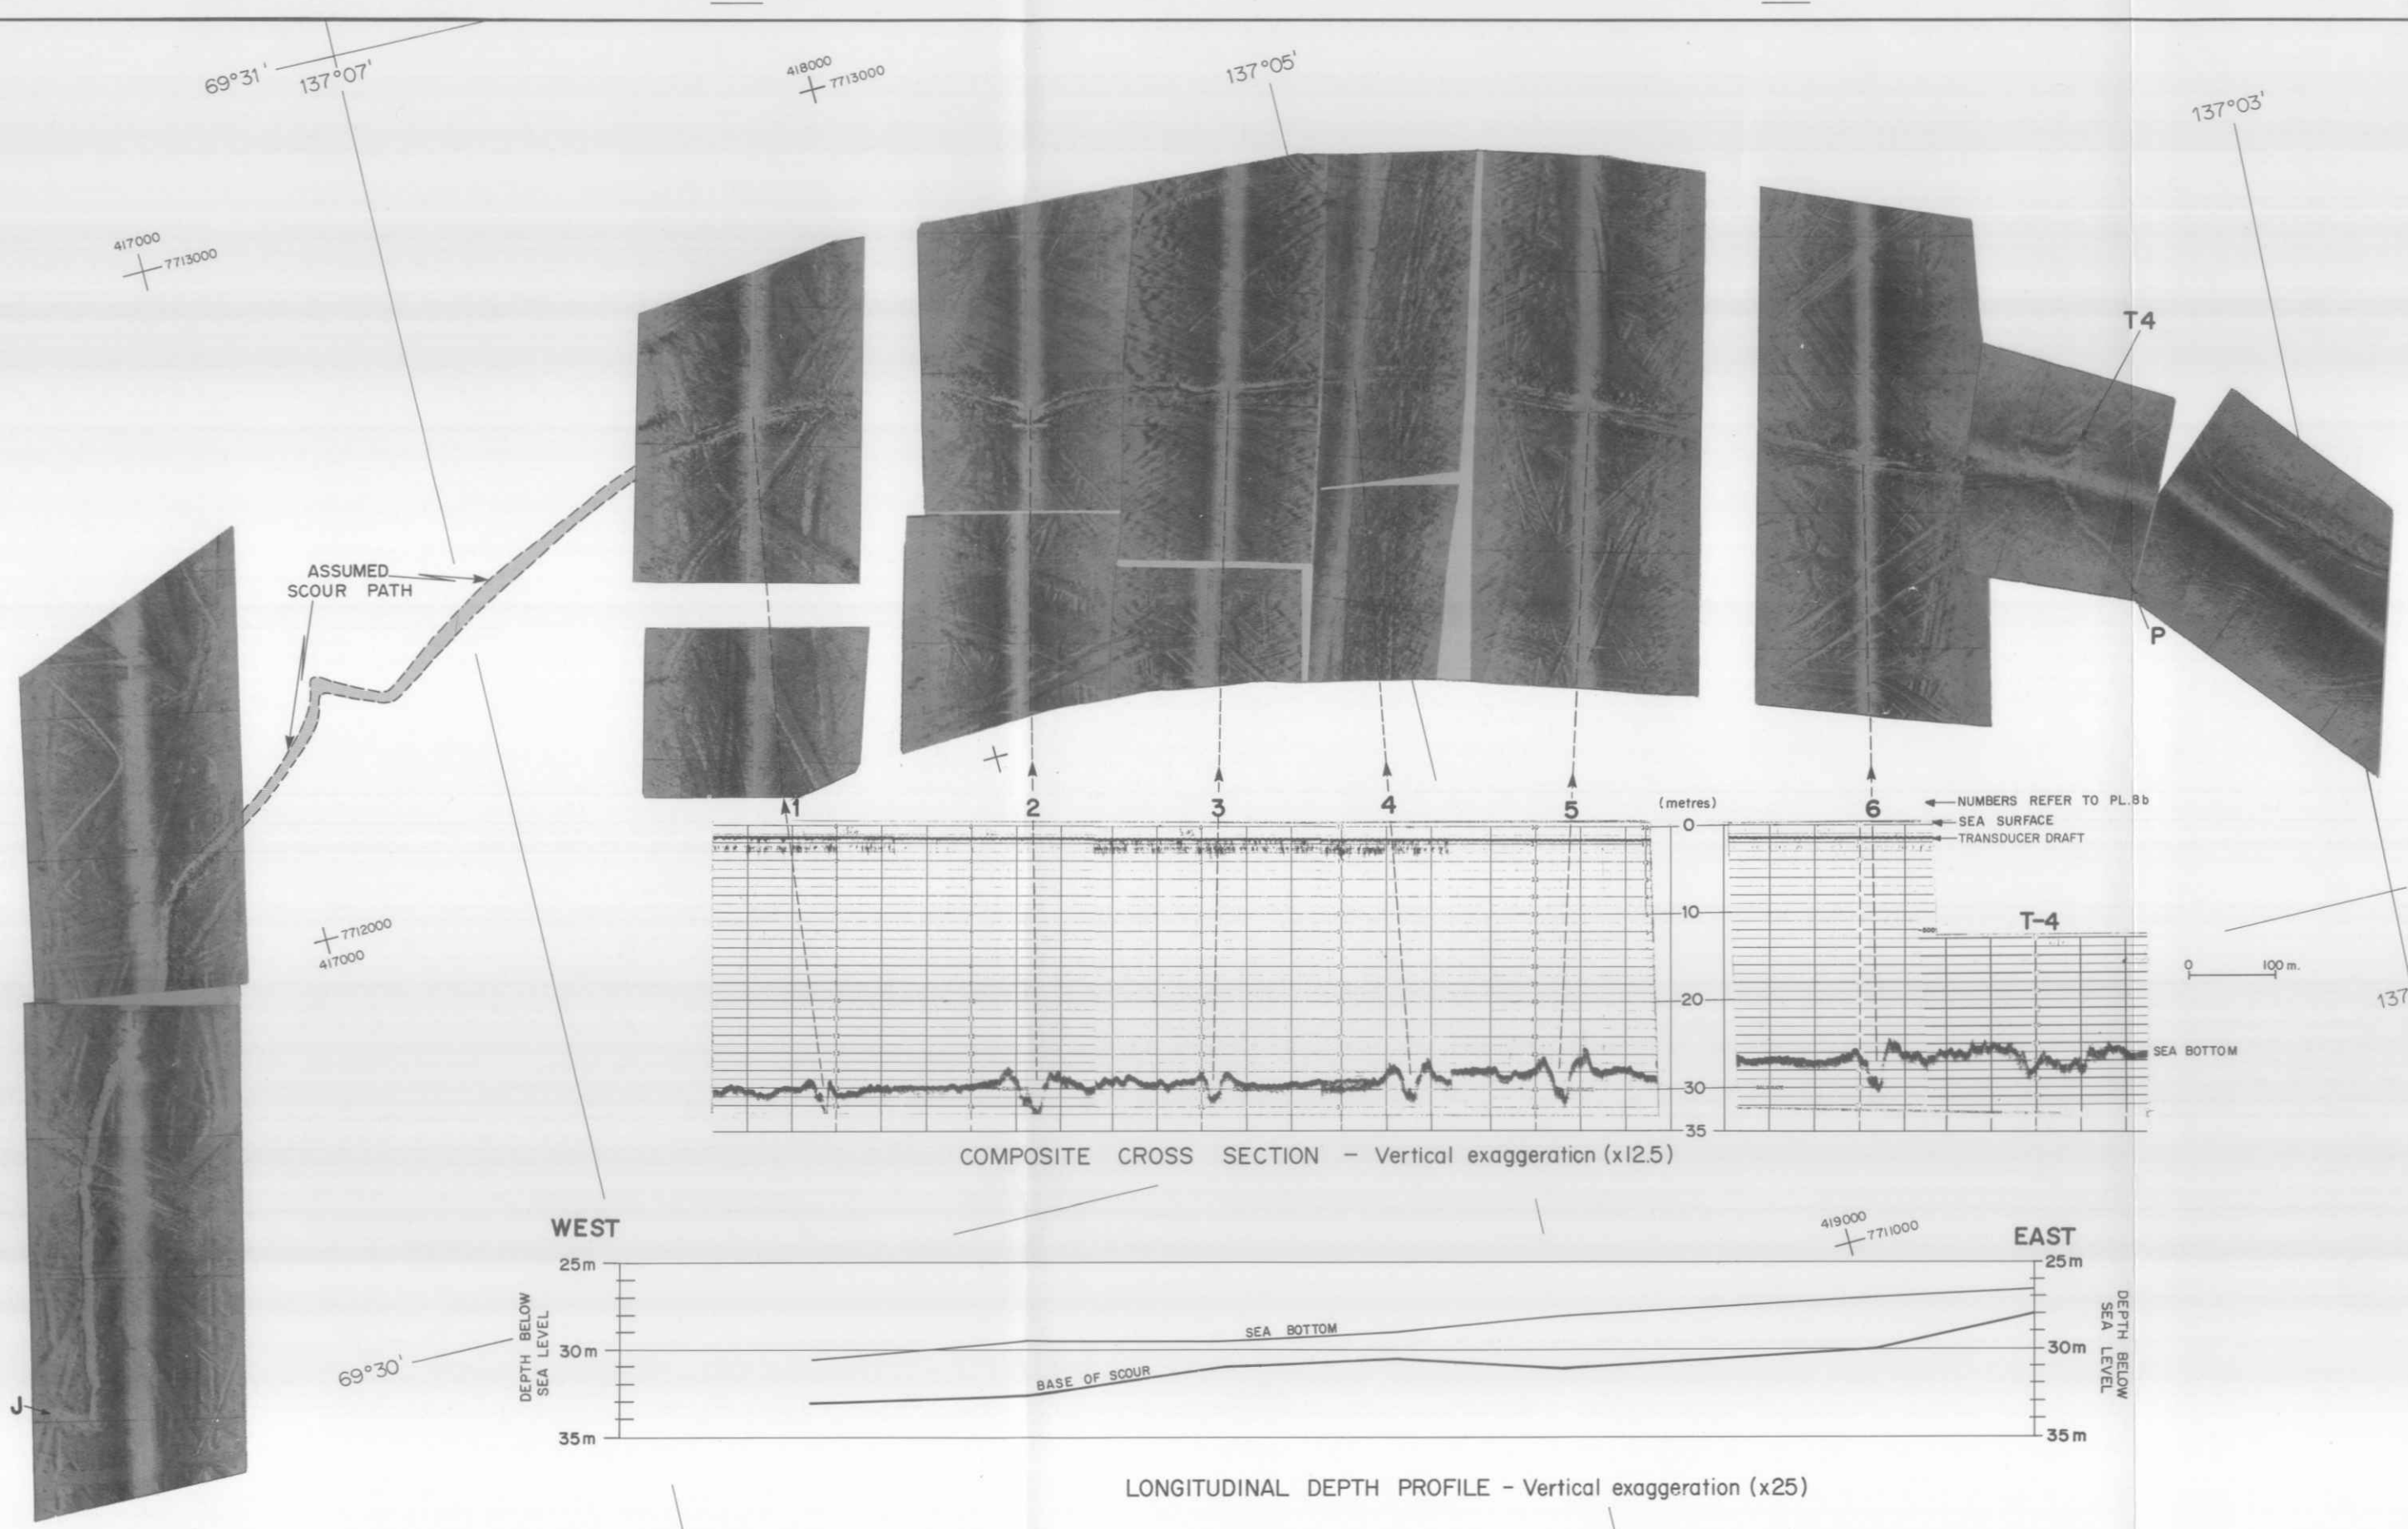 69°31'
137°07'
418000
7713000
137°05'
137°03'
417000
7713000
T4
ASSUMED
SCOUR PATH
P
1
2
3
4
5
(metres)
6
NUMBERS REFER TO PL.8b
0
SEA SURFACE
TRANSDUCER DRAFT
10
T-4
7712000
417000
0 100 m.
20
137
SEA BOTTOM
30
35
COMPOSITE CROSS SECTION – Vertical exaggeration (x12.5)
WEST
419000
7711000
EAST
25m
25m
DEPTH BELOW
SEA LEVEL
SEA BOTTOM
DEPTH BELOW
SEA LEVEL
30m
30m
69°30'
BASE OF SCOUR
J
35m
35m
LONGITUDINAL DEPTH PROFILE – Vertical exaggeration (x25)